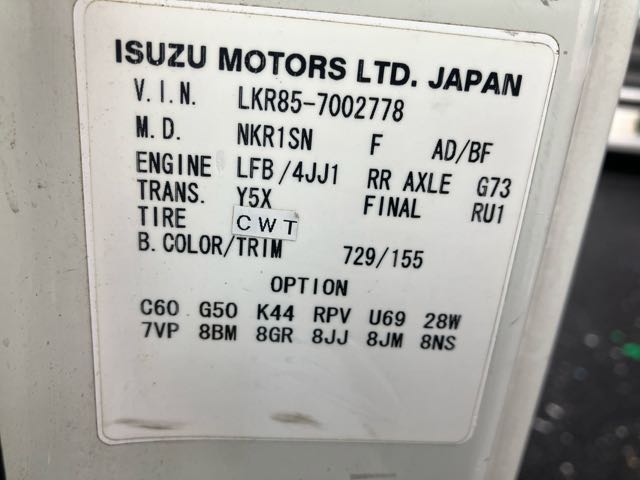 ISUZU MOTORS LTD. JAPAN
V.I.N. LKR85-7002778
M.D. NKR1SN F AD/BF
ENGINE LFB/4JJ1 RR AXLE G73
TRANS. Y5X FINAL RU1
TIRE CWT
B.COLOR/TRIM 729/155
OPTION
C60 G50 K44 RPV U69 28W
7VP 8BM 8GR 8JJ 8JM 8NS